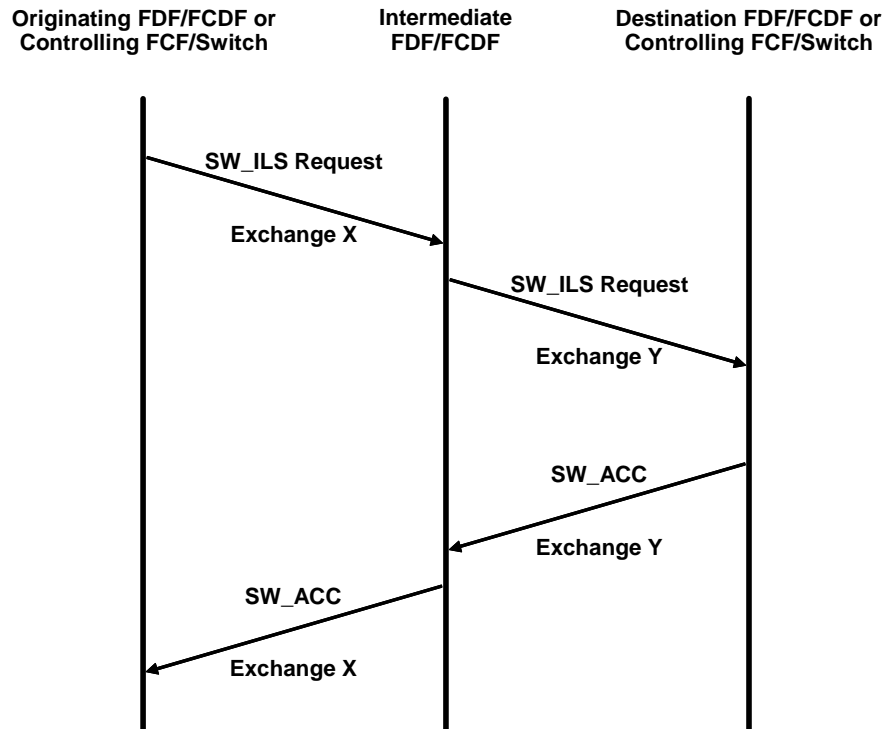 Originating FDF/FCDF or
Controlling FCF/Switch
Intermediate
FDF/FCDF
Destination FDF/FCDF or
Controlling FCF/Switch
SW_ILS Request
Exchange X
SW_ILS Request
Exchange Y
SW_ACC
Exchange Y
SW_ACC
Exchange X